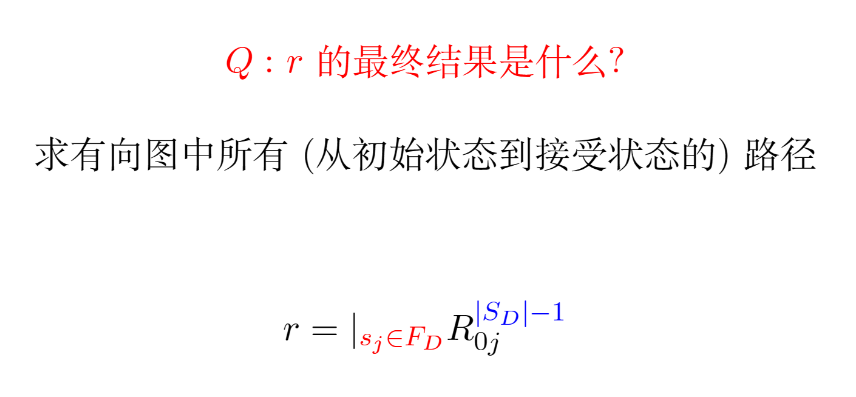 Q : r 的最终结果是什么?
求有向图中所有 (从初始状态到接受状态的) 路径
r = |_{s_j∈F_D} R_{0j}^{|S_D|−1}